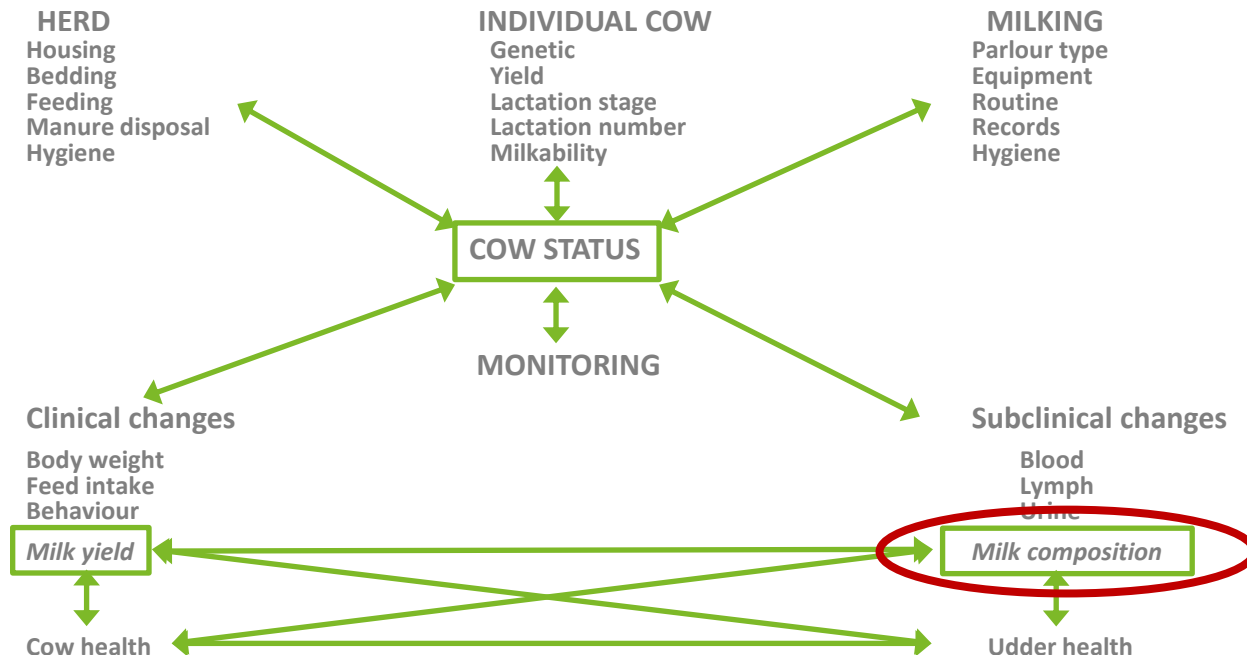 HERD
Housing
Bedding
Feeding
Manure disposal
Hygiene
INDIVIDUAL COW
Genetic
Yield
Lactation stage
Lactation number
Milkability
MILKING
Parlour type
Equipment
Routine
Records
Hygiene
COW STATUS
MONITORING
Clinical changes
Body weight
Feed intake
Behaviour
Milk yield
Cow health
Subclinical changes
Blood
Lymph
Urine
Milk composition
Udder health